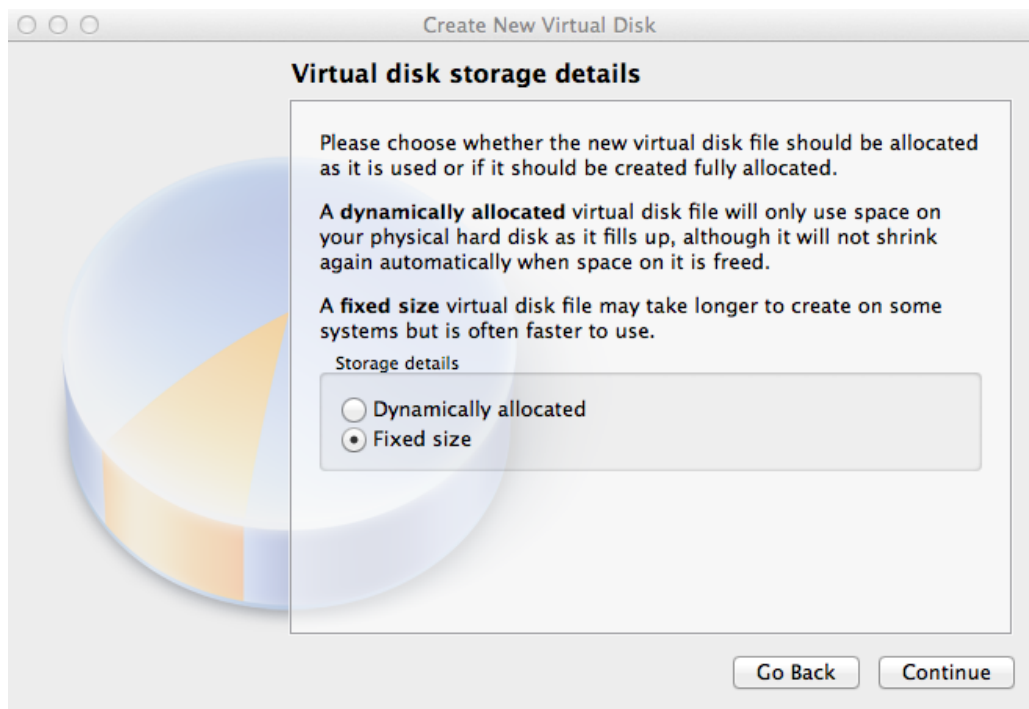 Create New Virtual Disk
Virtual disk storage details
Please choose whether the new virtual disk file should be allocated
as it is used or if it should be created fully allocated.
A dynamically allocated virtual disk file will only use space on
your physical hard disk as it fills up, although it will not shrink
again automatically when space on it is freed.
A fixed size virtual disk file may take longer to create on some
systems but is often faster to use.
Storage details
Dynamically allocated
Fixed size
Go Back Continue